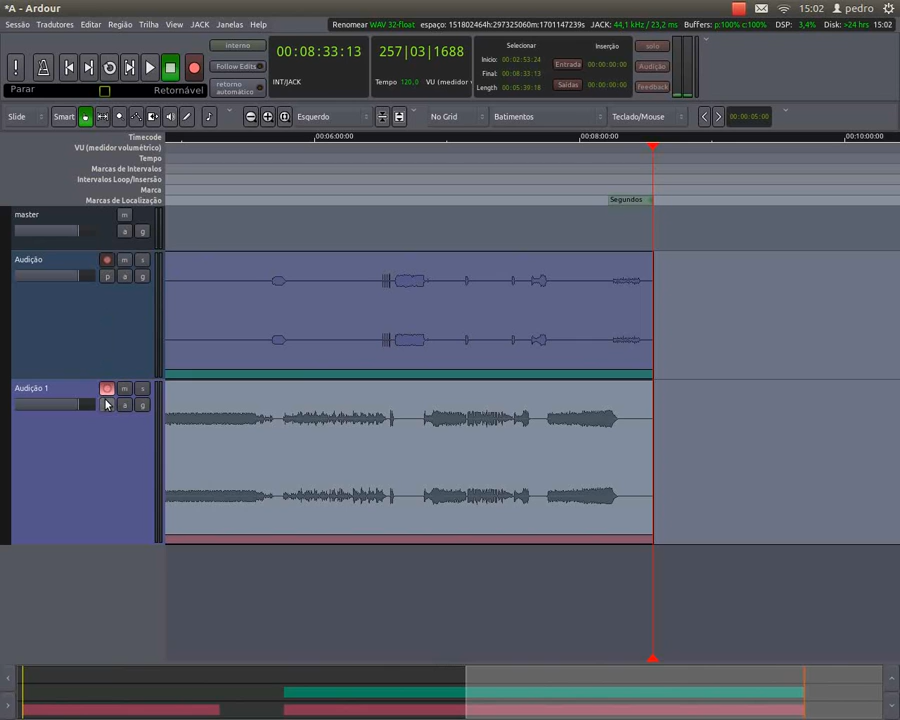 *A - Ardour
15:02
pedro
Sessão Tradutores Editar Região Trilha View JACK Janelas Help
Renomear WAV 32-float espaço: 151802464h:297325060m:1701147239s JACK: 44,1 kHz / 23,2 ms Buffers p:100% c:100% DSP: 3,4% Disk: >24 hrs 15:02
interno
Follow Edits
retorno automático
Parar Retornável
00:08:33:13
INT/JACK
257|03|1688
Tempo 120,0 VU (medidor v
Selecionar
Início: 00:02:53:24
Final: 00:08:33:13
Length 00:05:39:18
Inserção
Entrada 00:00:00:00
Saídas 00:00:00:00
solo
Audição
feedback
Slide Smart Esquerdo No Grid Batimentos Teclado/Mouse 00:00:05:00
Timecode
VU (medidor volumétrico)
Tempo
Marcas de Intervalos
Intervalos Loop/Insersão
Marca
Marcas de Localização
00:06:00:00
00:08:00:00
00:10:00:00
Segundos
master m
a g
Audição m s
p a g
Audição 1 m s
a g